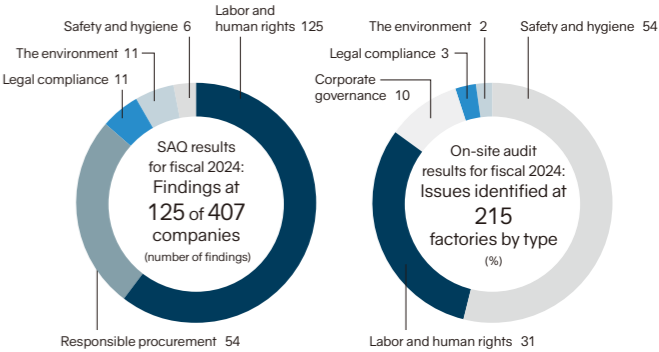 Labor and
human rights 125
Safety and hygiene 6
The environment 11
Legal compliance 11
SAQ results
for fiscal 2024:
Findings at
125 of 407
companies
(number of findings)
Responsible procurement 54
The environment 2
Safety and hygiene 54
Legal compliance 3
Corporate
governance 10
On-site audit
results for fiscal 2024:
Issues identified at
215
factories by type
(%)
Labor and human rights 31